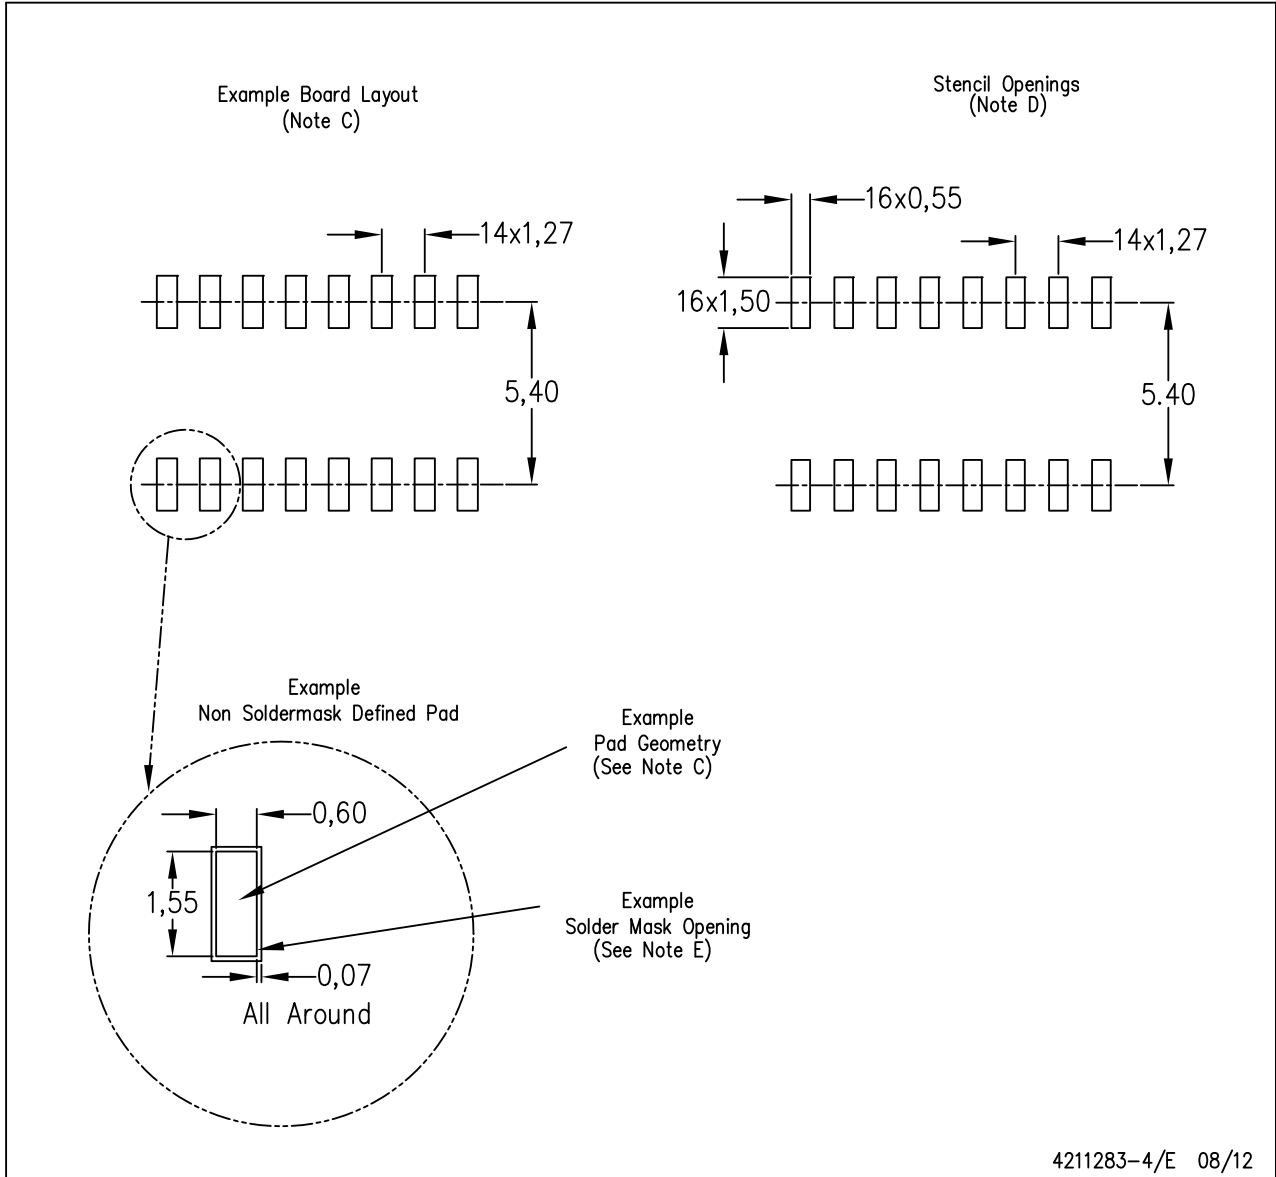 Example Board Layout
(Note C)
Stencil Openings
(Note D)
14x1,27
5,40
16x0,55
14x1,27
16x1,50
5.40
Example
Non Soldermask Defined Pad
Example
Pad Geometry
(See Note C)
0,60
1,55
Example
Solder Mask Opening
(See Note E)
0,07
All Around
4211283-4/E 08/12